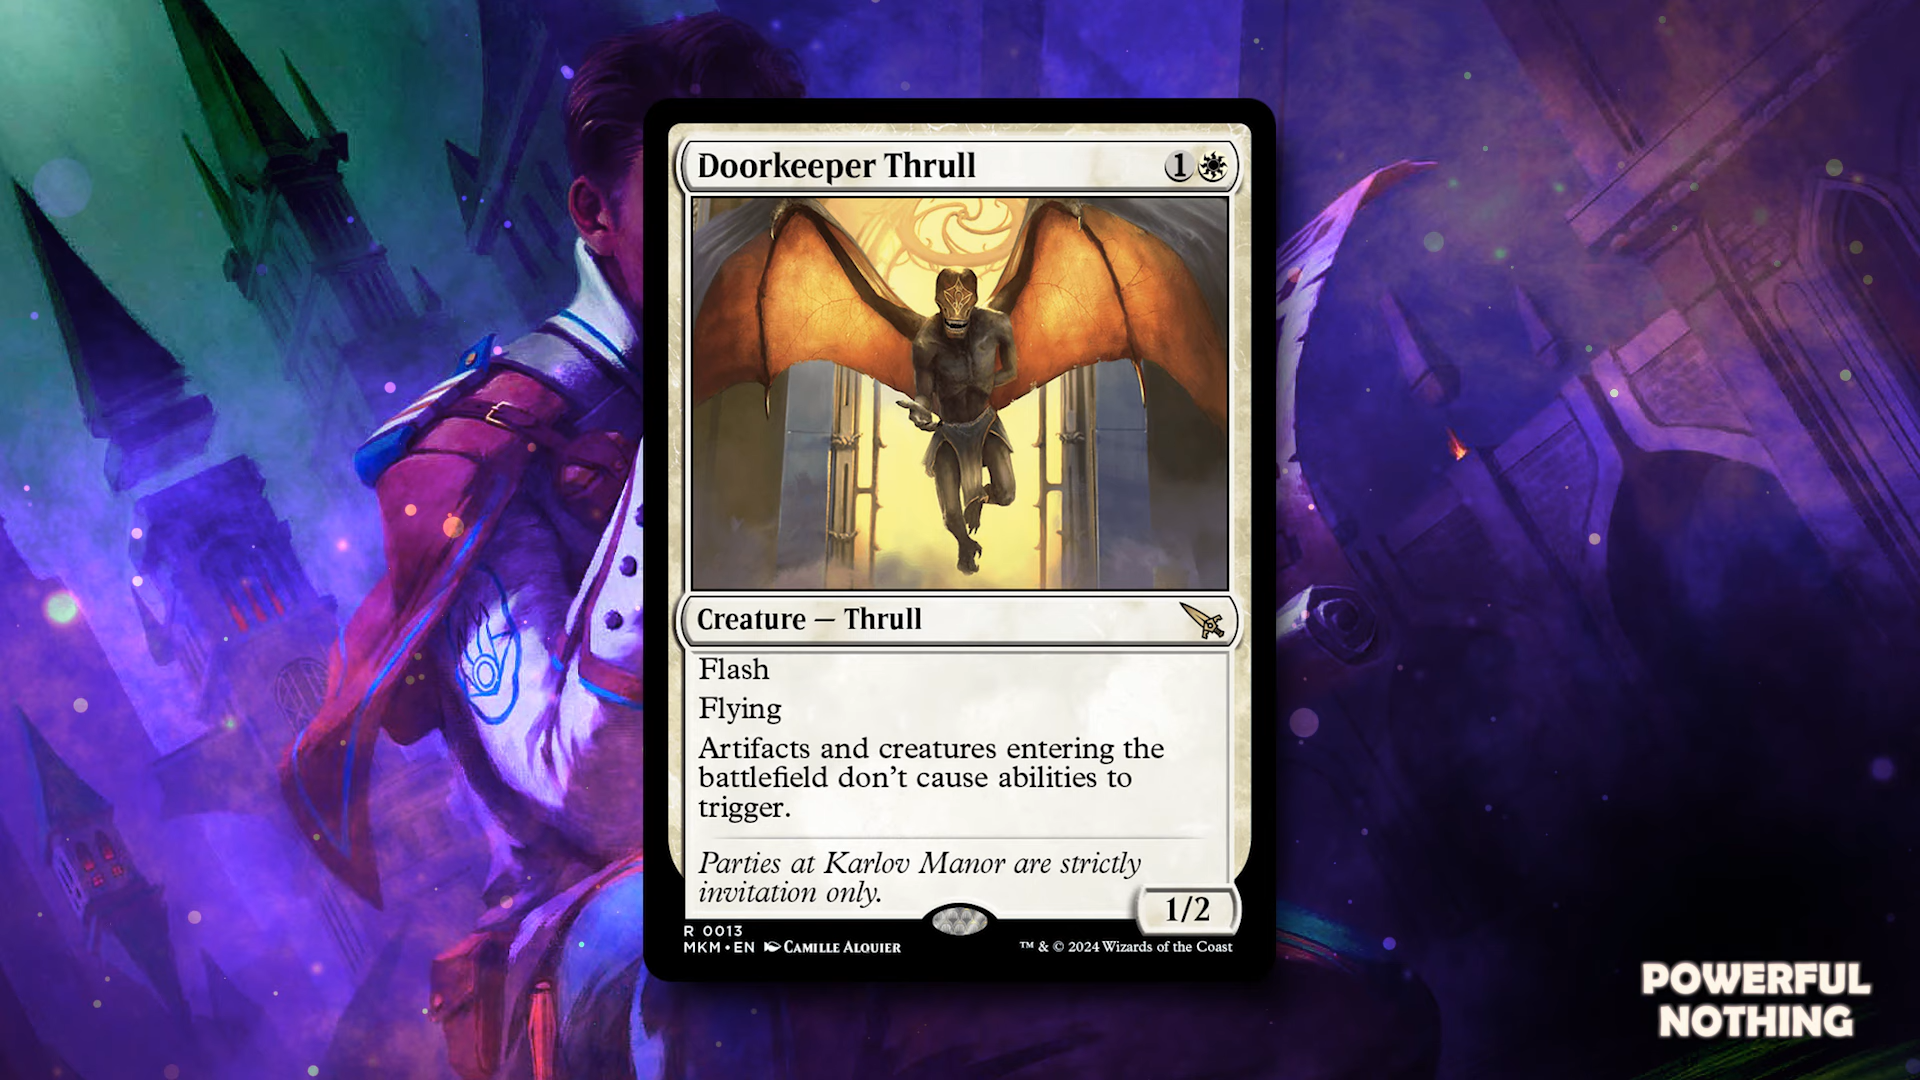 Doorkeeper Thrull 1
Creature — Thrull
Flash
Flying
Artifacts and creatures entering the
battlefield don't cause abilities to
trigger.
Parties at Karlov Manor are strictly
invitation only.
1/2
R 0013
MKM • EN CAMILLE ALQUIER
™ & © 2024 Wizards of the Coast
POWERFUL
NOTHING